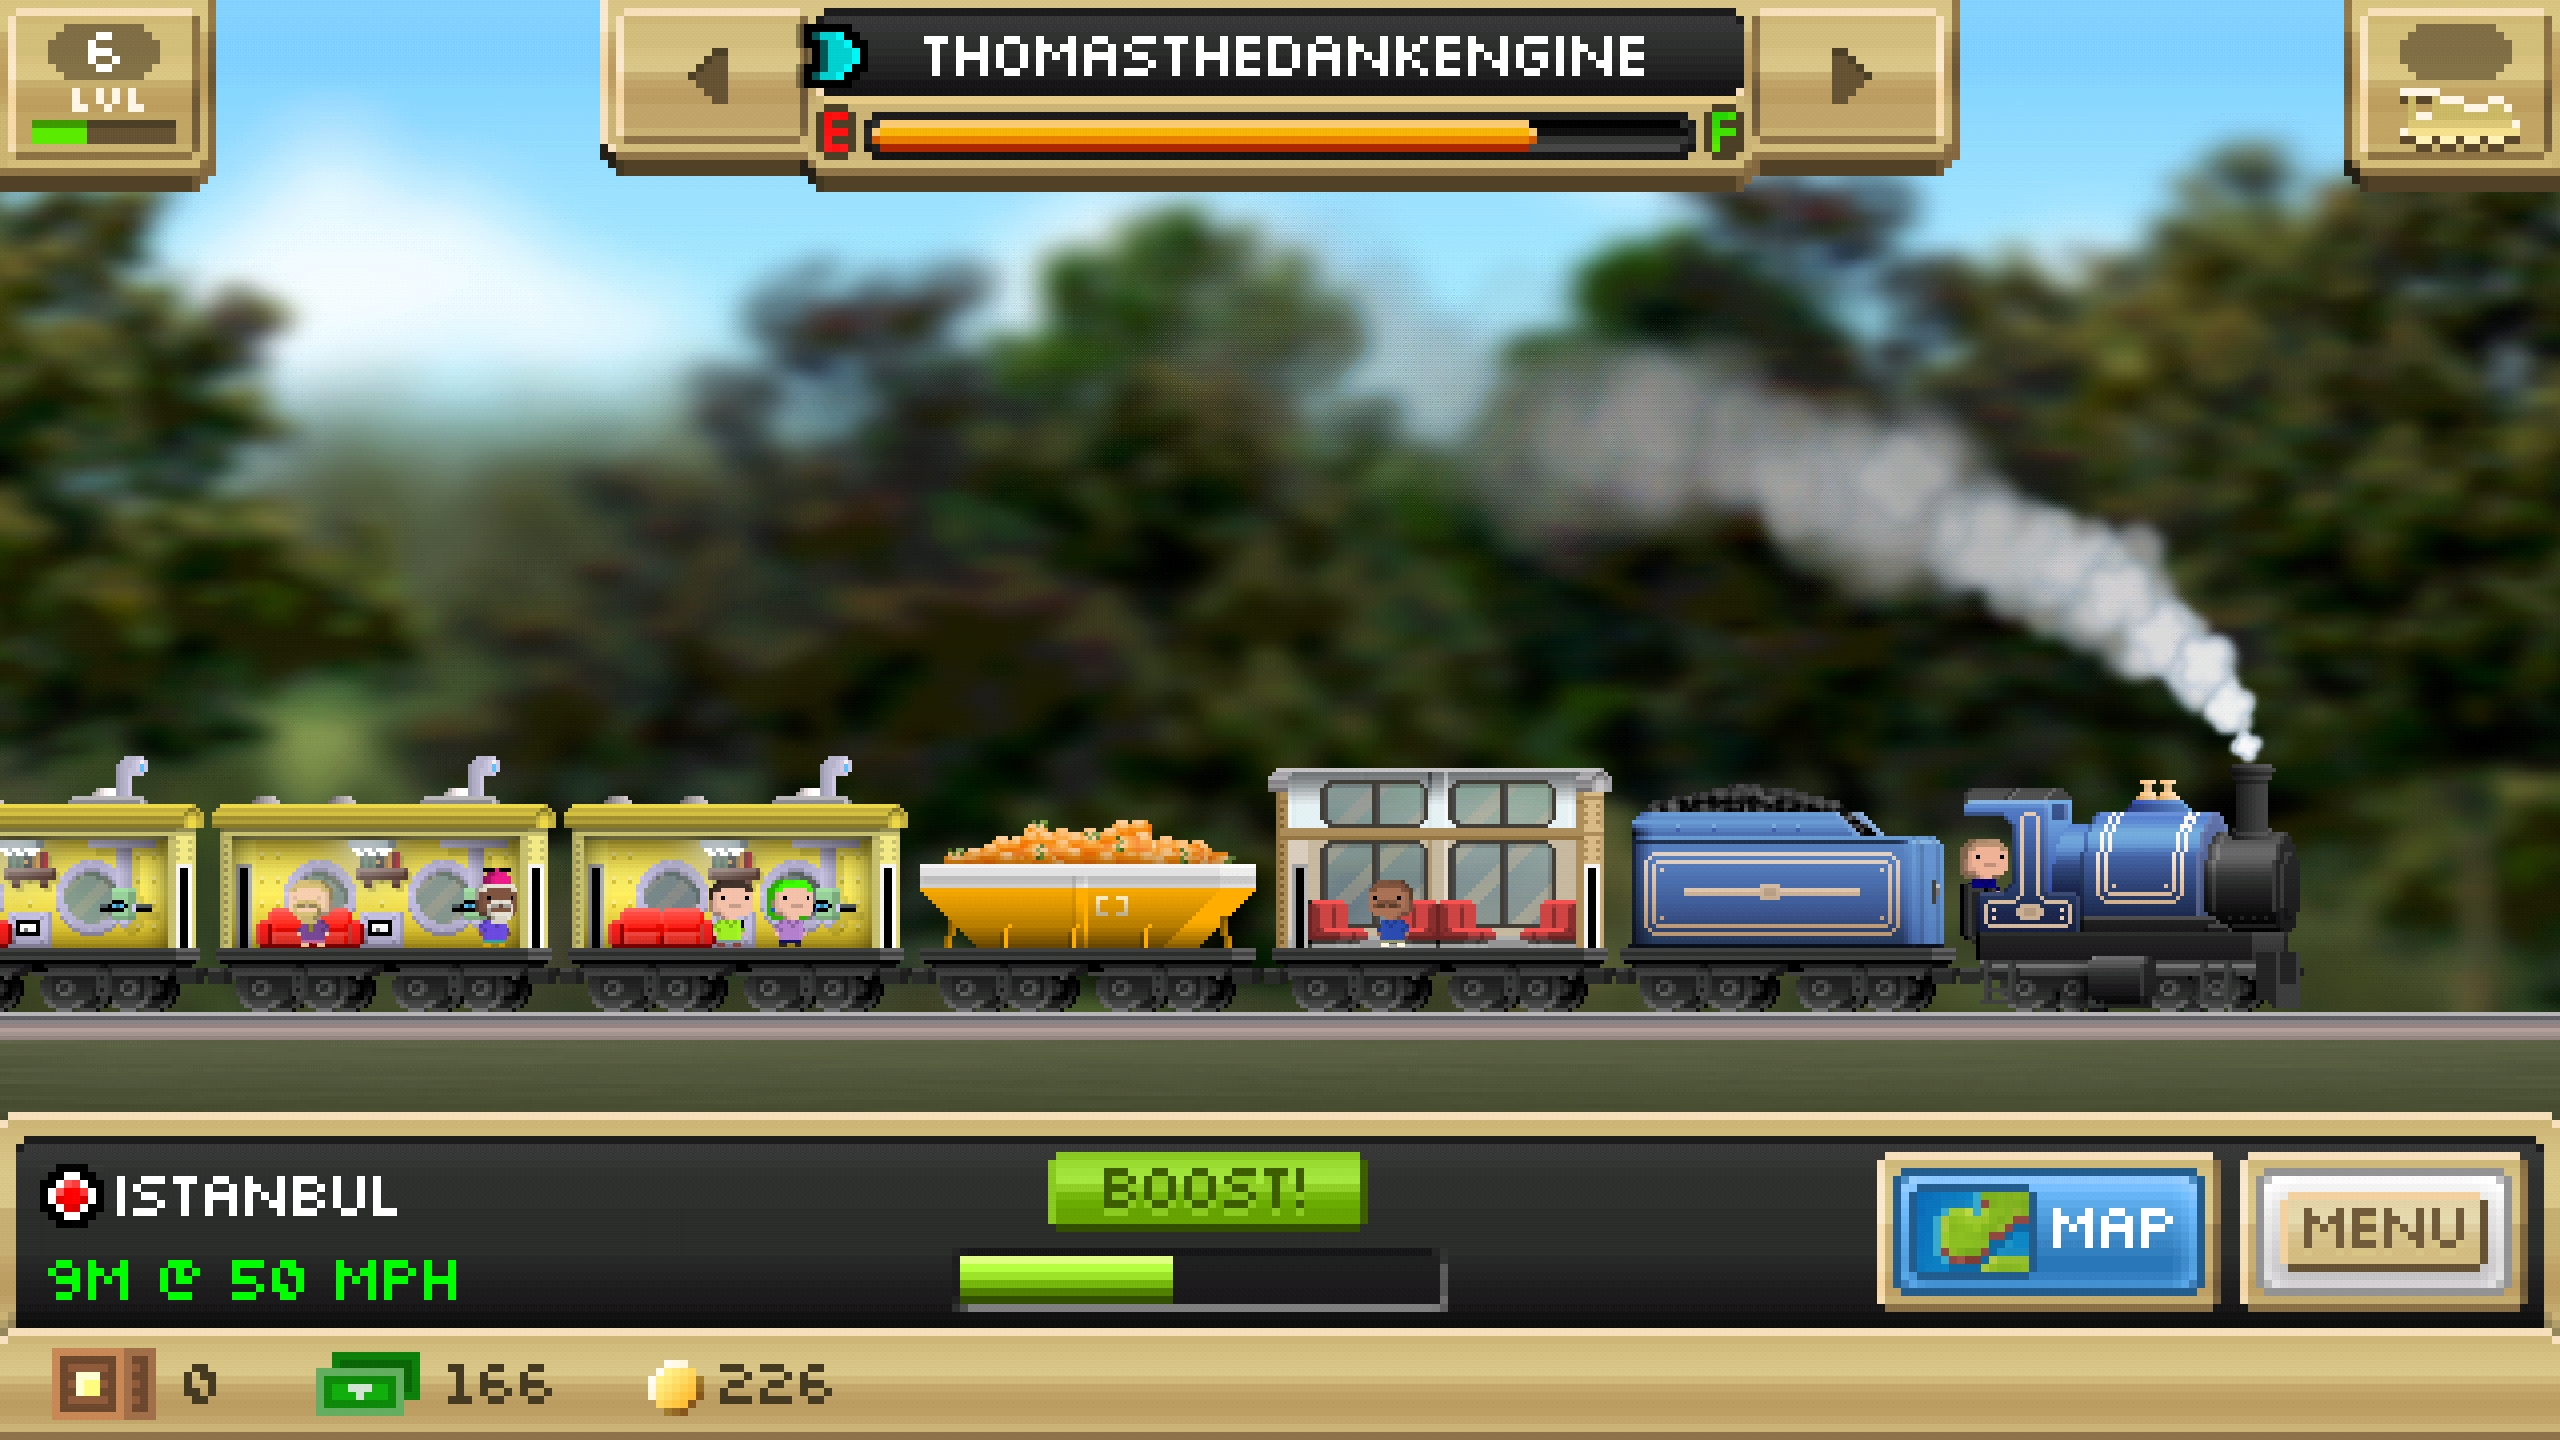 6
LVL
THOMASTHEDANKENGINE
E
F
ISTANBUL
9M @ 50 MPH
BOOST!
MAP
MENU
0
166
226